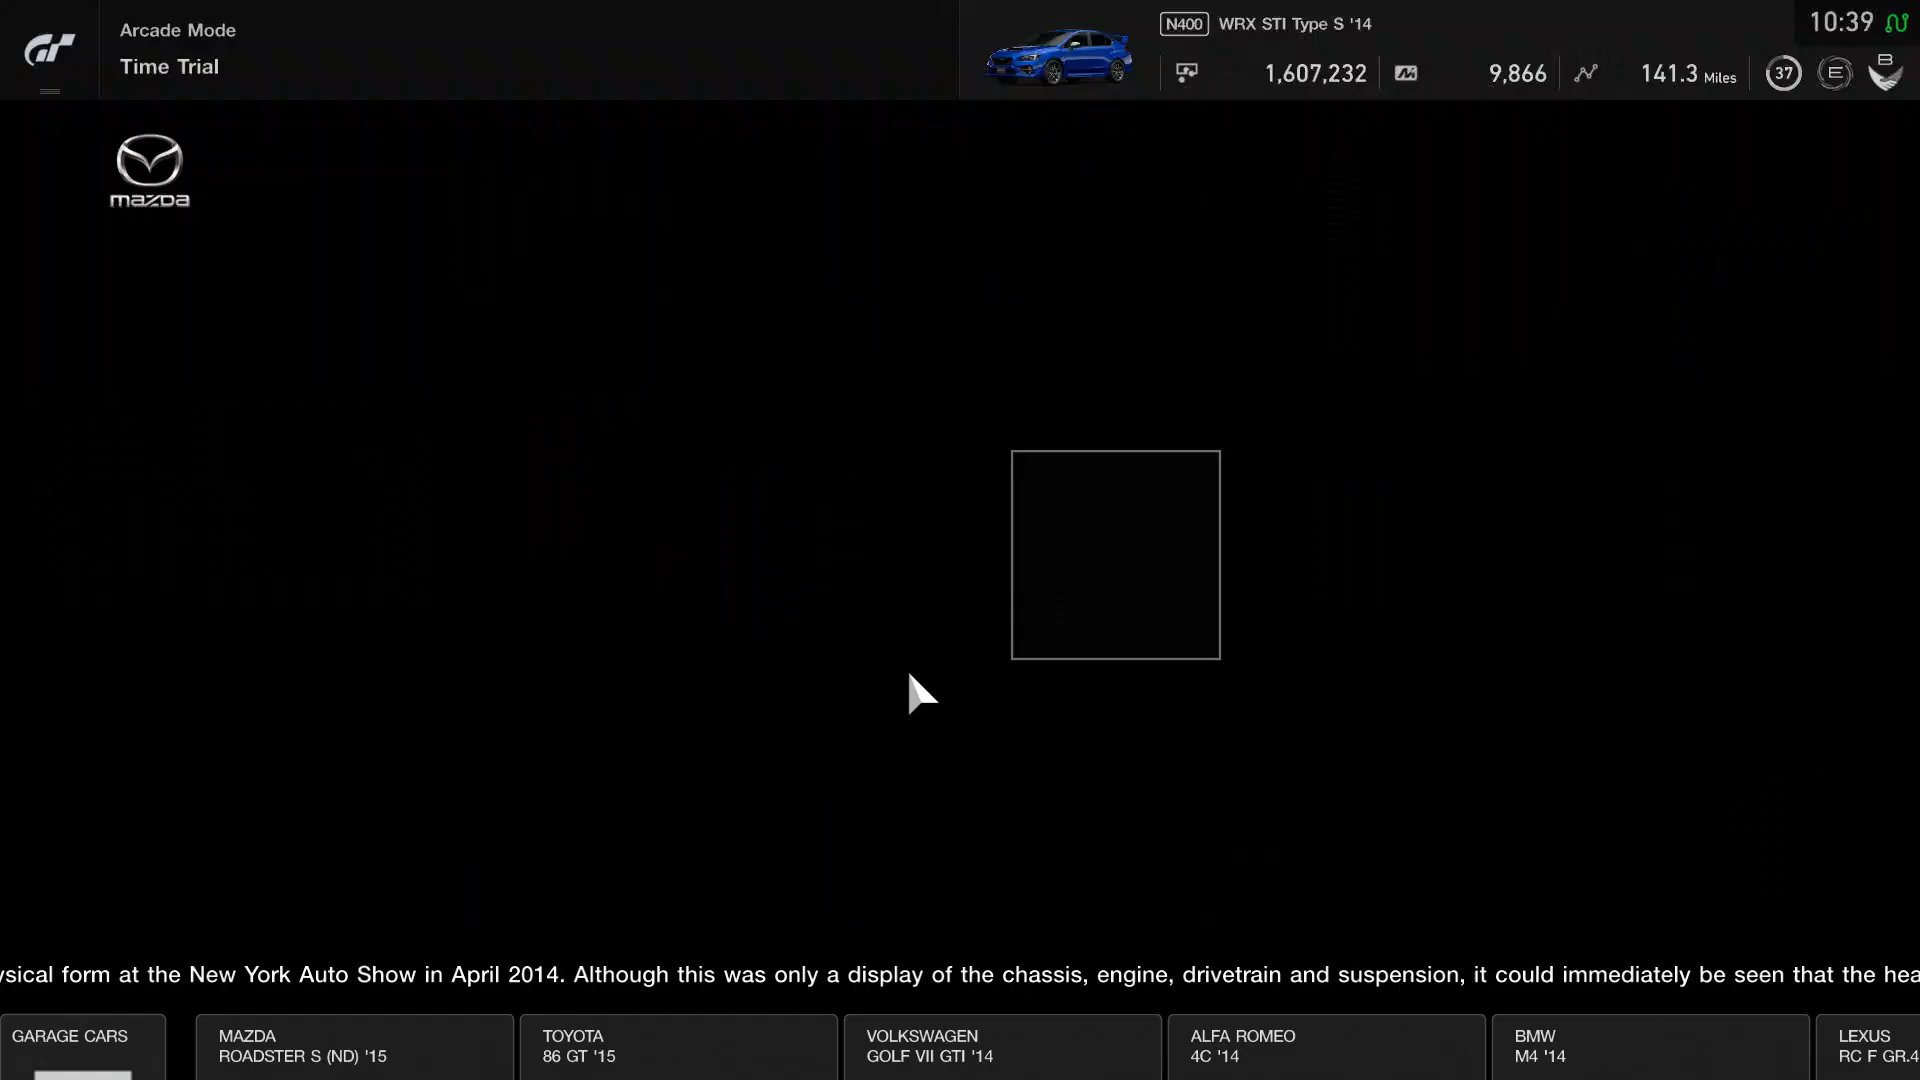 Arcade Mode
Time Trial
N400 WRX STI Type S '14
1,607,232
9,866
141.3 Miles
37
E
B
10:39
mazda
ysical form at the New York Auto Show in April 2014. Although this was only a display of the chassis, engine, drivetrain and suspension, it could immediately be seen that the hea
GARAGE CARS
MAZDA
ROADSTER S (ND) '15
TOYOTA
86 GT '15
VOLKSWAGEN
GOLF VII GTI '14
ALFA ROMEO
4C '14
BMW
M4 '14
LEXUS
RC F GR.4